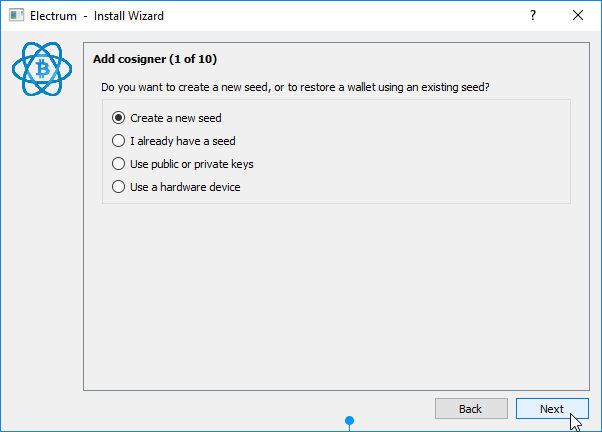 Electrum - Install Wizard
?
Add cosigner (1 of 10)
Do you want to create a new seed, or to restore a wallet using an existing seed?
Create a new seed
I already have a seed
Use public or private keys
Use a hardware device
Back
Next